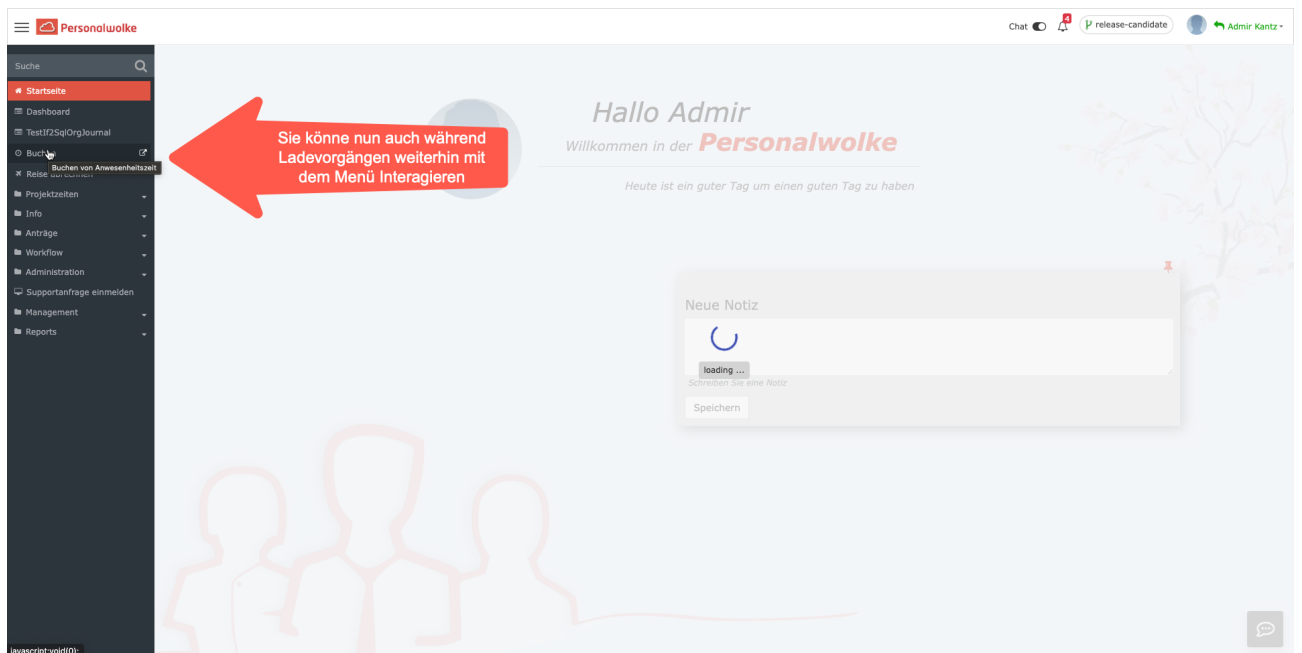 Personalwolke
Chat
4
release-candidate
Admir Kantz
Suche
Startseite
Dashboard
TestIf2SqlOrgJournal
Buchen von Anwesenheitszeit
Projektzeiten
Info
Anträge
Workflow
Administration
Supportanfrage einmelden
Management
Reports
Sie könne nun auch während
Ladevorgängen weiterhin mit
dem Menü Interagieren
Hallo Admir
Willkommen in der Personalwolke
Heute ist ein guter Tag um einen guten Tag zu haben
Neue Notiz
loading ...
Schreiben Sie eine Notiz
Speichern
javascript:void(0);